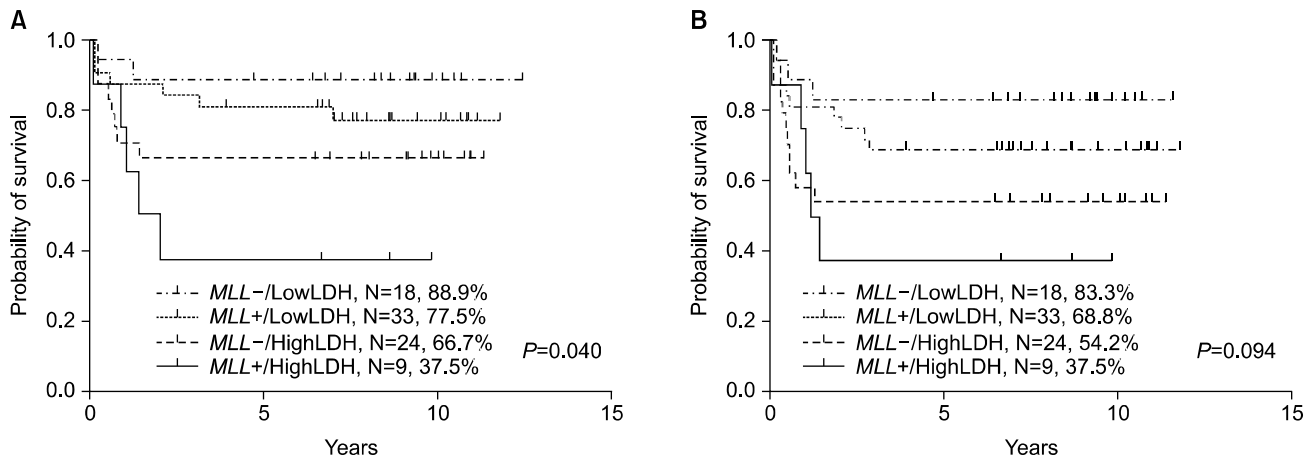 A
Probability of survival
1.0
0.8
0.6
0.4
0.2
0.0
MLL−/LowLDH, N=18, 88.9%
MLL+/LowLDH, N=33, 77.5%
MLL−/HighLDH, N=24, 66.7%
MLL+/HighLDH, N=9, 37.5%
P=0.040
0 5 10 15
Years
B
Probability of survival
1.0
0.8
0.6
0.4
0.2
0.0
MLL−/LowLDH, N=18, 83.3%
MLL+/LowLDH, N=33, 68.8%
MLL−/HighLDH, N=24, 54.2%
MLL+/HighLDH, N=9, 37.5%
P=0.094
0 5 10 15
Years